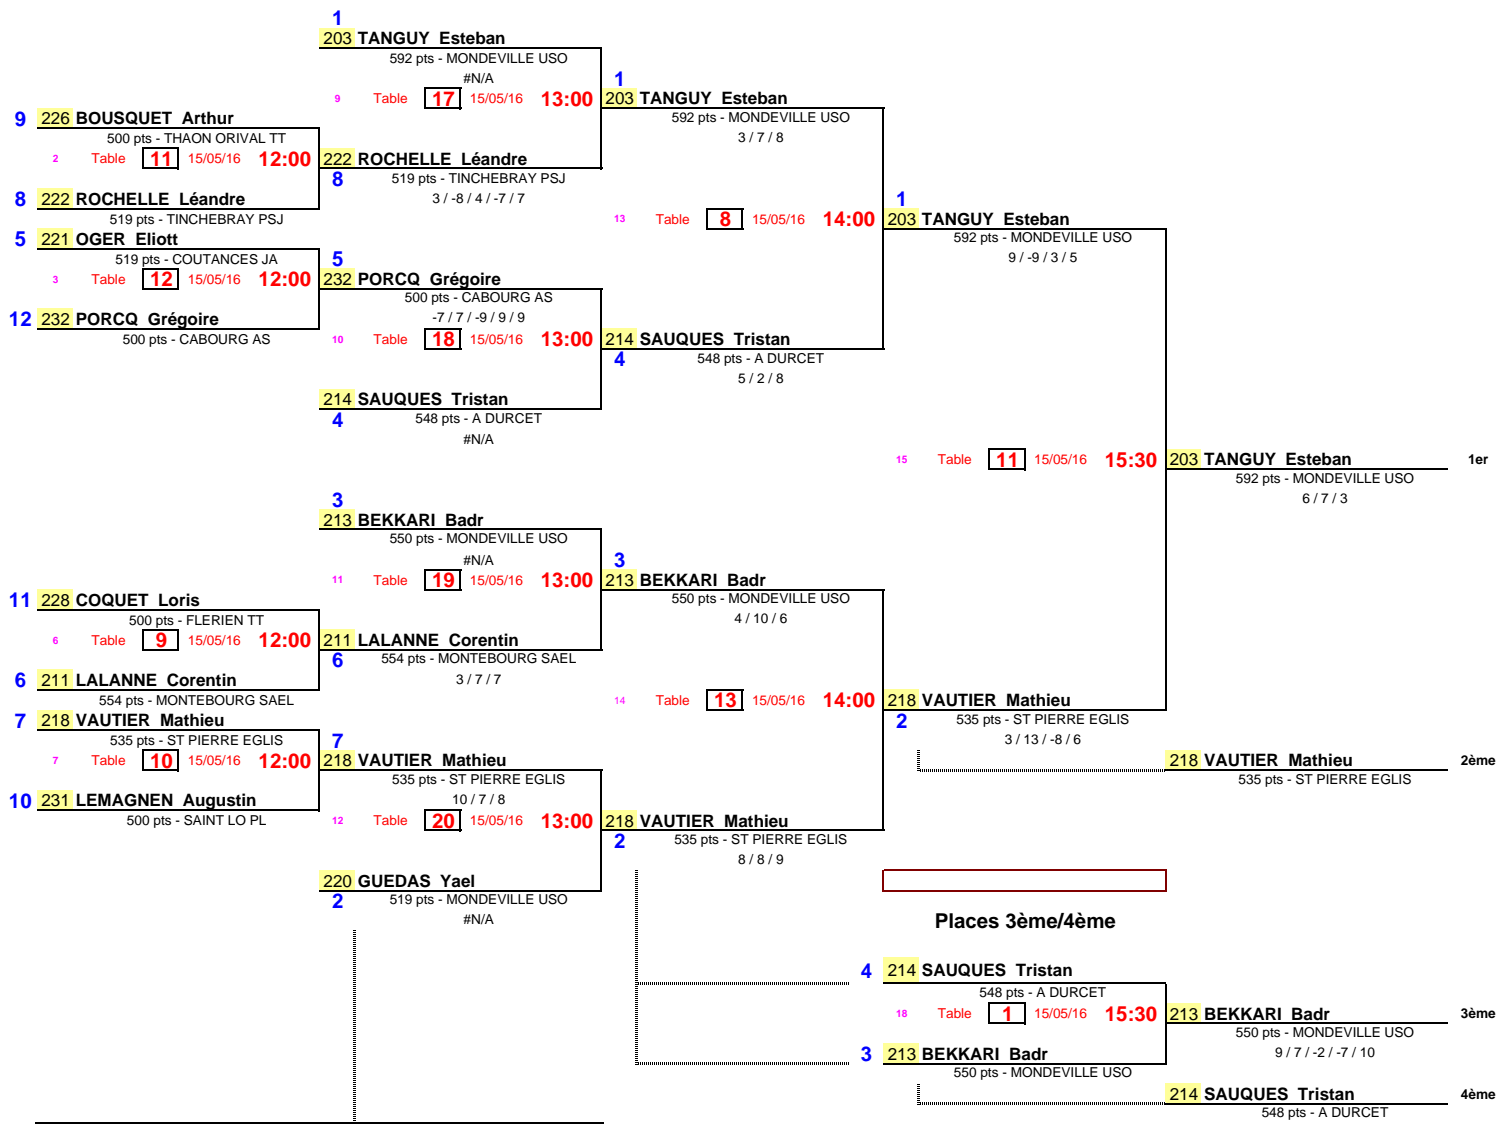 1
203 TANGUY Esteban
592 pts - MONDEVILLE USO
#N/A
9 Table 17 15/05/16 13:00
1
203 TANGUY Esteban
592 pts - MONDEVILLE USO
3 / 7 / 8
9 226 BOUSQUET Arthur
500 pts - THAON ORIVAL TT
2 Table 11 15/05/16 12:00
222 ROCHELLE Léandre
8 519 pts - TINCHEBRAY PSJ
3 / -8 / 4 / -7 / 7
8 222 ROCHELLE Léandre
519 pts - TINCHEBRAY PSJ
13 Table 8 15/05/16 14:00
1
203 TANGUY Esteban
592 pts - MONDEVILLE USO
9 / -9 / 3 / 5
5 221 OGER Eliott
519 pts - COUTANCES JA
3 Table 12 15/05/16 12:00
5
232 PORCQ Grégoire
500 pts - CABOURG AS
-7 / 7 / -9 / 9 / 9
12 232 PORCQ Grégoire
500 pts - CABOURG AS
10 Table 18 15/05/16 13:00
214 SAUQUES Tristan
4 548 pts - A DURCET
5 / 2 / 8
214 SAUQUES Tristan
4 548 pts - A DURCET
#N/A
15 Table 11 15/05/16 15:30
203 TANGUY Esteban 1er
592 pts - MONDEVILLE USO
6 / 7 / 3
3
213 BEKKARI Badr
550 pts - MONDEVILLE USO
#N/A
11 Table 19 15/05/16 13:00
3
213 BEKKARI Badr
550 pts - MONDEVILLE USO
4 / 10 / 6
11 228 COQUET Loris
500 pts - FLERIEN TT
6 Table 9 15/05/16 12:00
211 LALANNE Corentin
6 554 pts - MONTEBOURG SAEL
3 / 7 / 7
6 211 LALANNE Corentin
554 pts - MONTEBOURG SAEL
14 Table 13 15/05/16 14:00
218 VAUTIER Mathieu
2 535 pts - ST PIERRE EGLIS
3 / 13 / -8 / 6
7 218 VAUTIER Mathieu
535 pts - ST PIERRE EGLIS
7 Table 10 15/05/16 12:00
7
218 VAUTIER Mathieu
535 pts - ST PIERRE EGLIS
10 / 7 / 8
218 VAUTIER Mathieu 2ème
535 pts - ST PIERRE EGLIS
10 231 LEMAGNEN Augustin
500 pts - SAINT LO PL
12 Table 20 15/05/16 13:00
218 VAUTIER Mathieu
2 535 pts - ST PIERRE EGLIS
8 / 8 / 9
220 GUEDAS Yael
2 519 pts - MONDEVILLE USO
#N/A
Places 3ème/4ème
4 214 SAUQUES Tristan
548 pts - A DURCET
18 Table 1 15/05/16 15:30
213 BEKKARI Badr 3ème
550 pts - MONDEVILLE USO
9 / 7 / -2 / -7 / 10
3 213 BEKKARI Badr
550 pts - MONDEVILLE USO
214 SAUQUES Tristan 4ème
548 pts - A DURCET